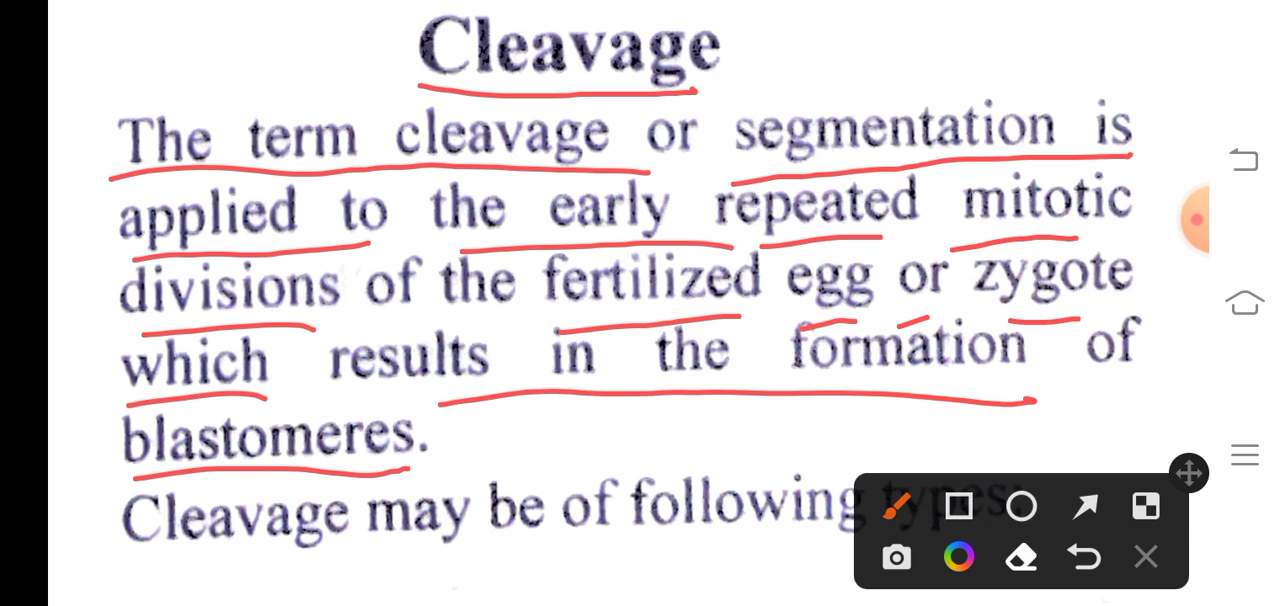 Cleavage
The term cleavage or segmentation is
applied to the early repeated mitotic
divisions of the fertilized egg or zygote
which results in the formation of
blastomeres.
Cleavage may be of following types: